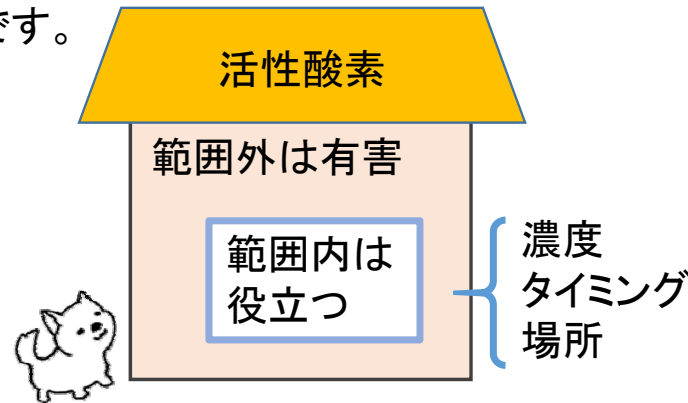 です。
活性酸素
範囲外は有害
範囲内は
役立つ
濃度
タイミング
場所